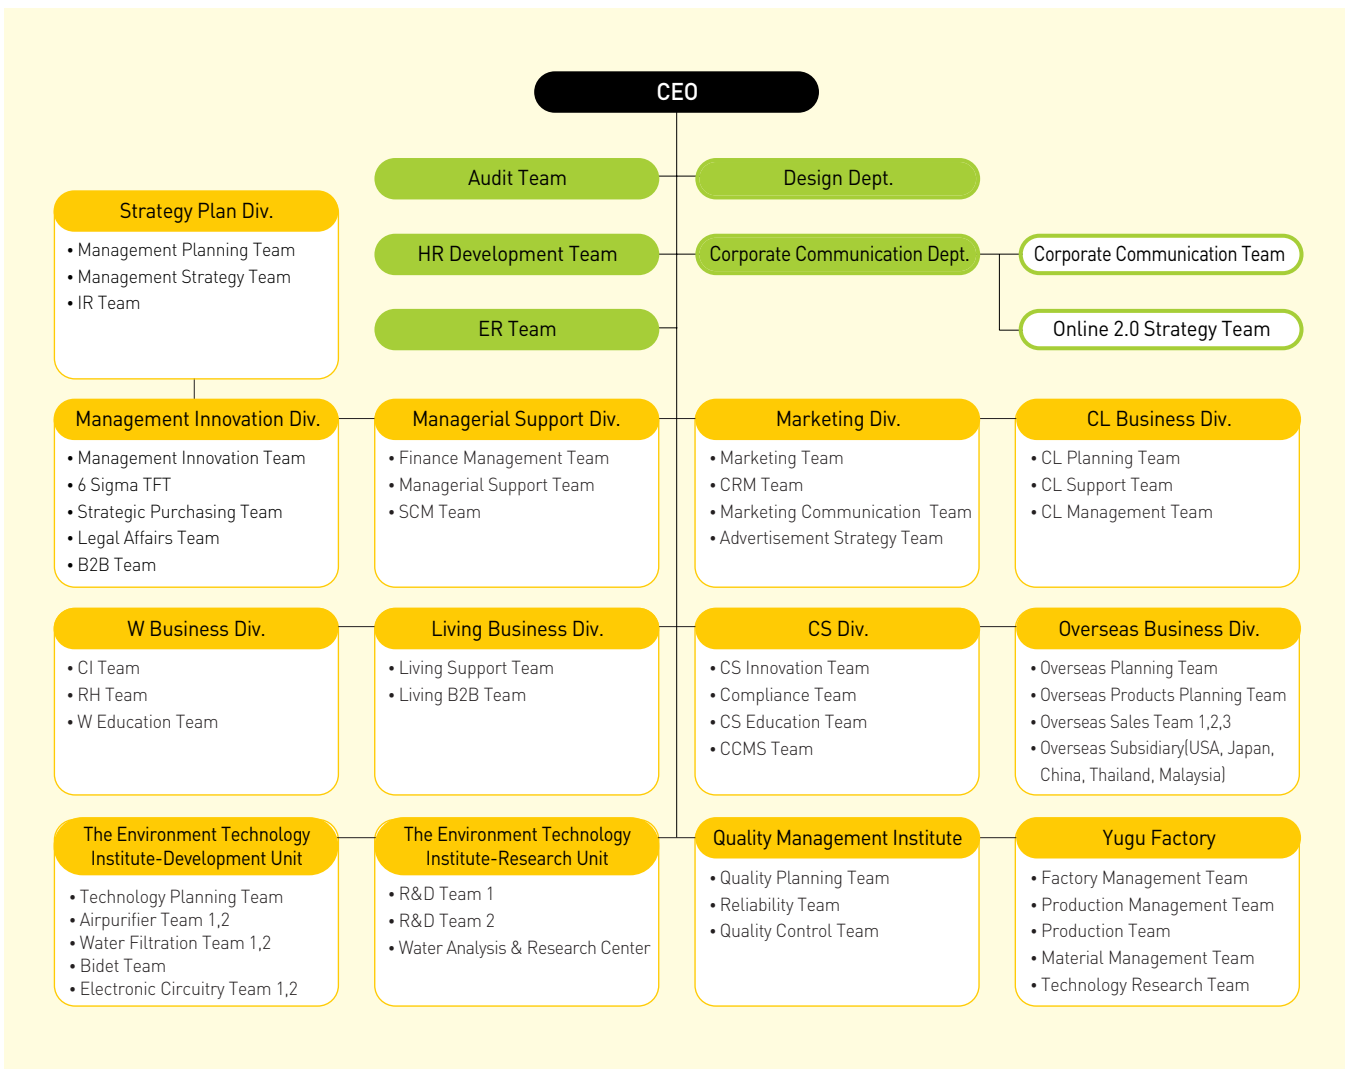 CEO
Audit Team
Design Dept.
HR Development Team
Corporate Communication Dept.
Corporate Communication Team
ER Team
Online 2.0 Strategy Team
Strategy Plan Div.
• Management Planning Team
• Management Strategy Team
• IR Team
Management Innovation Div.
• Management Innovation Team
• 6 Sigma TFT
• Strategic Purchasing Team
• Legal Affairs Team
• B2B Team
Managerial Support Div.
• Finance Management Team
• Managerial Support Team
• SCM Team
Marketing Div.
• Marketing Team
• CRM Team
• Marketing Communication Team
• Advertisement Strategy Team
CL Business Div.
• CL Planning Team
• CL Support Team
• CL Management Team
W Business Div.
• CI Team
• RH Team
• W Education Team
Living Business Div.
• Living Support Team
• Living B2B Team
CS Div.
• CS Innovation Team
• Compliance Team
• CS Education Team
• CCMS Team
Overseas Business Div.
• Overseas Planning Team
• Overseas Products Planning Team
• Overseas Sales Team 1,2,3
• Overseas Subsidiary(USA, Japan,
China, Thailand, Malaysia)
The Environment Technology
Institute-Development Unit
• Technology Planning Team
• Airpurifier Team 1,2
• Water Filtration Team 1,2
• Bidet Team
• Electronic Circuitry Team 1,2
The Environment Technology
Institute-Research Unit
• R&D Team 1
• R&D Team 2
• Water Analysis & Research Center
Quality Management Institute
• Quality Planning Team
• Reliability Team
• Quality Control Team
Yugu Factory
• Factory Management Team
• Production Management Team
• Production Team
• Material Management Team
• Technology Research Team